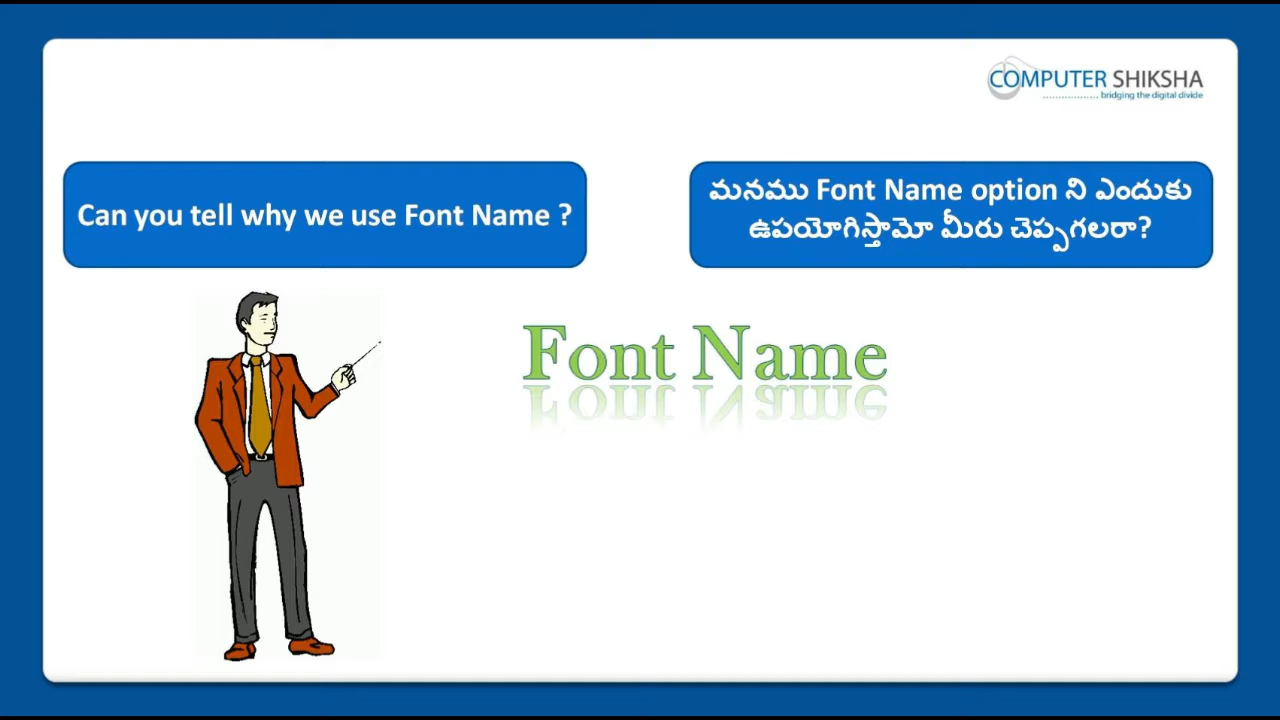 COMPUTER SHIKSHA
bridging the digital divide
Can you tell why we use Font Name ?
మనము Font Name option ని ఎందుకు
ఉపయోగిస్తామో మీరు చెప్పగలరా?
Font Name